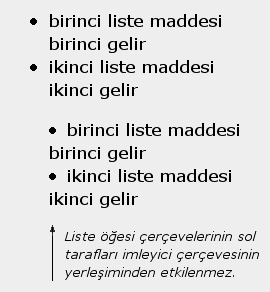 • birinci liste maddesi
birinci gelir
• ikinci liste maddesi
ikinci gelir
• birinci liste maddesi
birinci gelir
• ikinci liste maddesi
ikinci gelir
Liste öğesi çerçevelerinin sol
tarafları imleyici çerçevesinin
yerleşiminden etkilenmez.